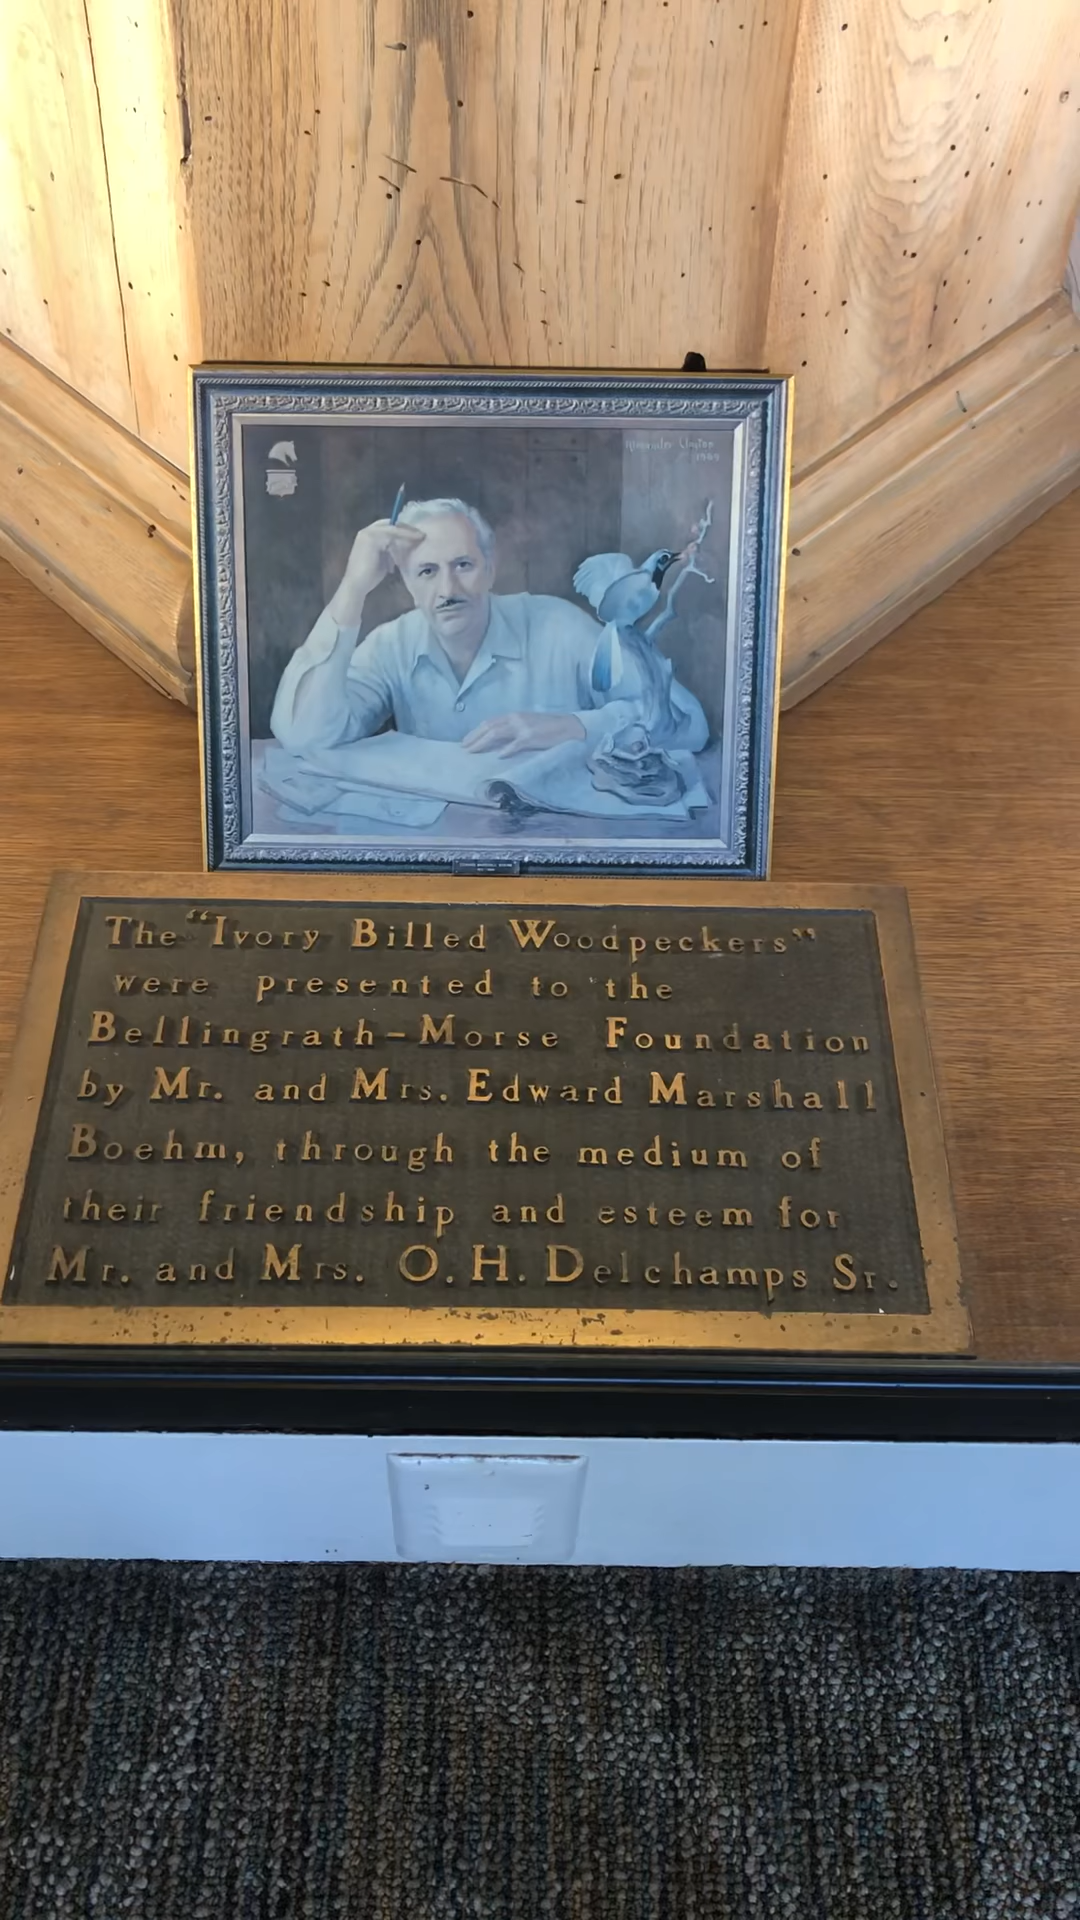 The "Ivory Billed Woodpeckers"
were presented to the
Bellingrath-Morse Foundation
by Mr. and Mrs. Edward Marshall
Boehm, through the medium of
their friendship and esteem for
Mr. and Mrs. O. H. Delchamps Sr.